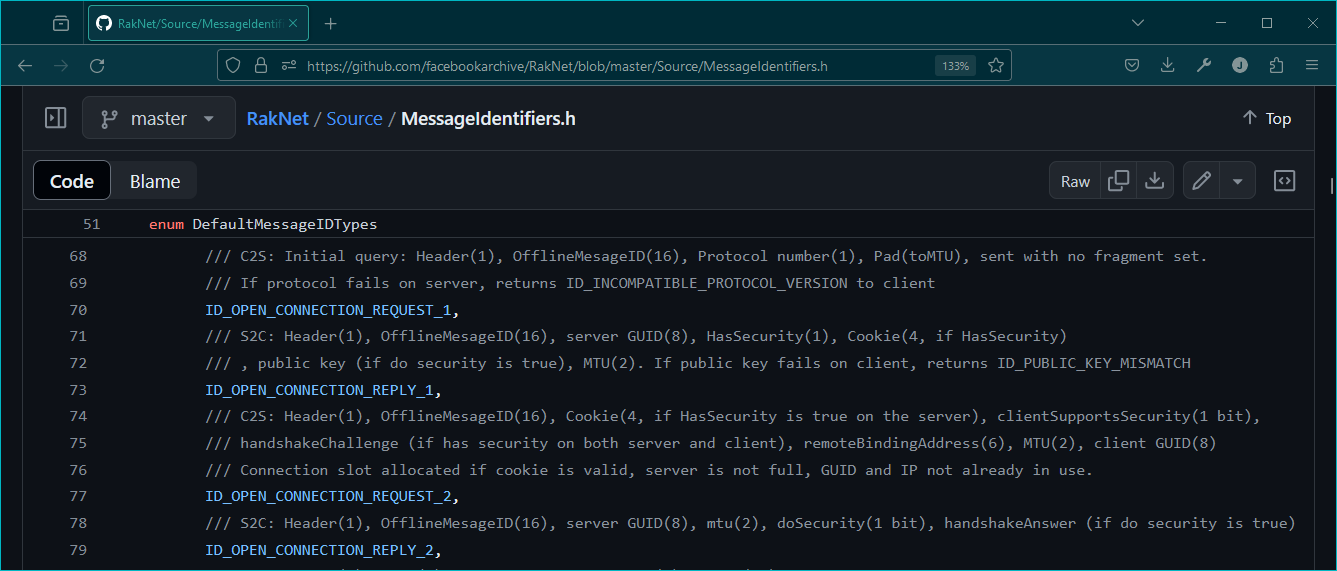 RakNet/Source/MessageIdentifi
https://github.com/facebookarchive/RakNet/blob/master/Source/MessageIdentifiers.h
133%
J
master
RakNet / Source / MessageIdentifiers.h
Top
Code
Blame
Raw
51 enum DefaultMessageIDTypes
68 /// C2S: Initial query: Header(1), OfflineMesageID(16), Protocol number(1), Pad(toMTU), sent with no fragment set.
69 /// If protocol fails on server, returns ID_INCOMPATIBLE_PROTOCOL_VERSION to client
70 ID_OPEN_CONNECTION_REQUEST_1,
71 /// S2C: Header(1), OfflineMesageID(16), server GUID(8), HasSecurity(1), Cookie(4, if HasSecurity)
72 /// , public key (if do security is true), MTU(2). If public key fails on client, returns ID_PUBLIC_KEY_MISMATCH
73 ID_OPEN_CONNECTION_REPLY_1,
74 /// C2S: Header(1), OfflineMesageID(16), Cookie(4, if HasSecurity is true on the server), clientSupportsSecurity(1 bit),
75 /// handshakeChallenge (if has security on both server and client), remoteBindingAddress(6), MTU(2), client GUID(8)
76 /// Connection slot allocated if cookie is valid, server is not full, GUID and IP not already in use.
77 ID_OPEN_CONNECTION_REQUEST_2,
78 /// S2C: Header(1), OfflineMesageID(16), server GUID(8), mtu(2), doSecurity(1 bit), handshakeAnswer (if do security is true)
79 ID_OPEN_CONNECTION_REPLY_2,